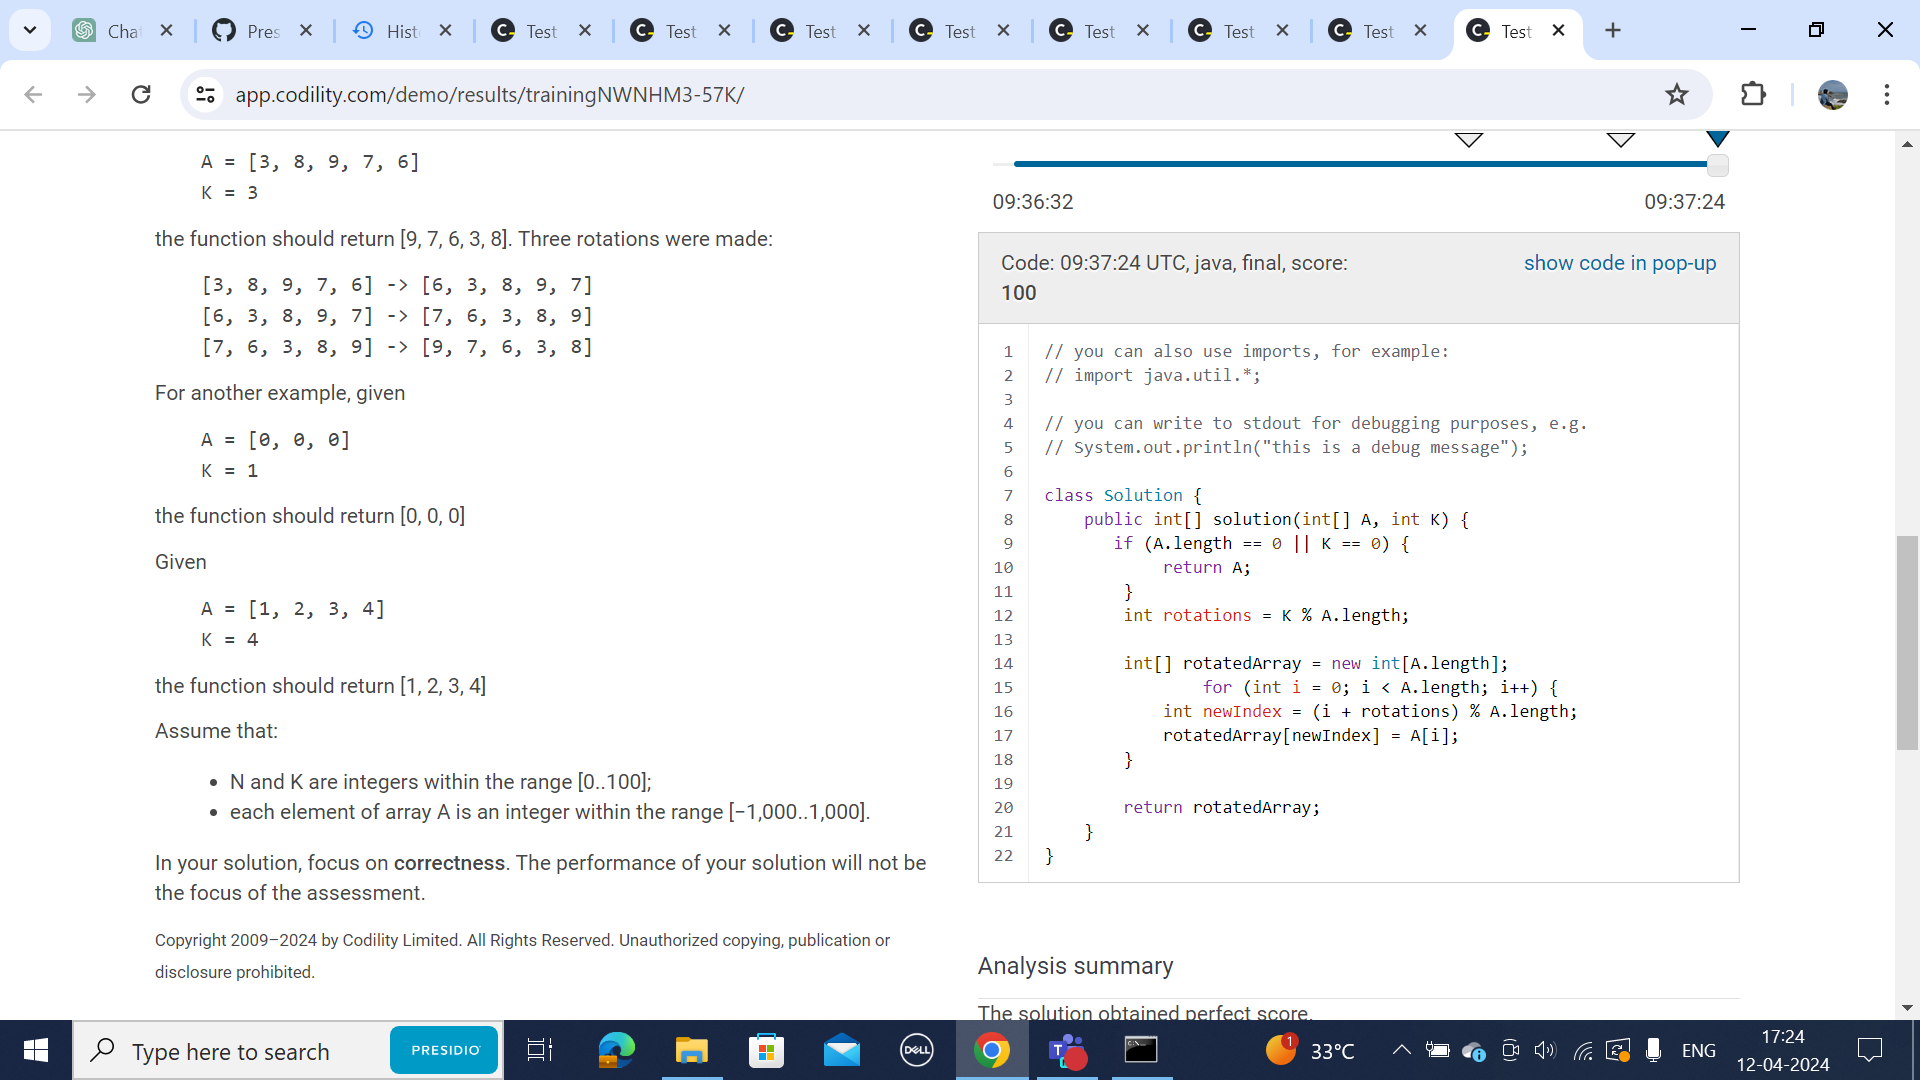 Chat
Pres
Hist
Test
Test
Test
Test
Test
Test
Test
Test
app.codility.com/demo/results/trainingNWNHM3-57K/
A = [3, 8, 9, 7, 6]
K = 3
the function should return [9, 7, 6, 3, 8]. Three rotations were made:
[3, 8, 9, 7, 6] -> [6, 3, 8, 9, 7]
[6, 3, 8, 9, 7] -> [7, 6, 3, 8, 9]
[7, 6, 3, 8, 9] -> [9, 7, 6, 3, 8]
For another example, given
A = [0, 0, 0]
K = 1
the function should return [0, 0, 0]
Given
A = [1, 2, 3, 4]
K = 4
the function should return [1, 2, 3, 4]
Assume that:
• N and K are integers within the range [0..100];
• each element of array A is an integer within the range [−1,000..1,000].
In your solution, focus on correctness. The performance of your solution will not be
the focus of the assessment.
Copyright 2009–2024 by Codility Limited. All Rights Reserved. Unauthorized copying, publication or
disclosure prohibited.
09:36:32
09:37:24
Code: 09:37:24 UTC, java, final, score:
100
show code in pop-up
1 // you can also use imports, for example:
2 // import java.util.*;
3
4 // you can write to stdout for debugging purposes, e.g.
5 // System.out.println("this is a debug message");
6
7 class Solution {
8     public int[] solution(int[] A, int K) {
9        if (A.length == 0 || K == 0) {
10             return A;
11         }
12         int rotations = K % A.length;
13
14         int[] rotatedArray = new int[A.length];
15                 for (int i = 0; i < A.length; i++) {
16             int newIndex = (i + rotations) % A.length;
17             rotatedArray[newIndex] = A[i];
18         }
19
20         return rotatedArray;
21     }
22 }
Analysis summary
The solution obtained perfect score.
Type here to search
PRESIDIO
DELL
T
1
33°C
ENG
17:24
12-04-2024